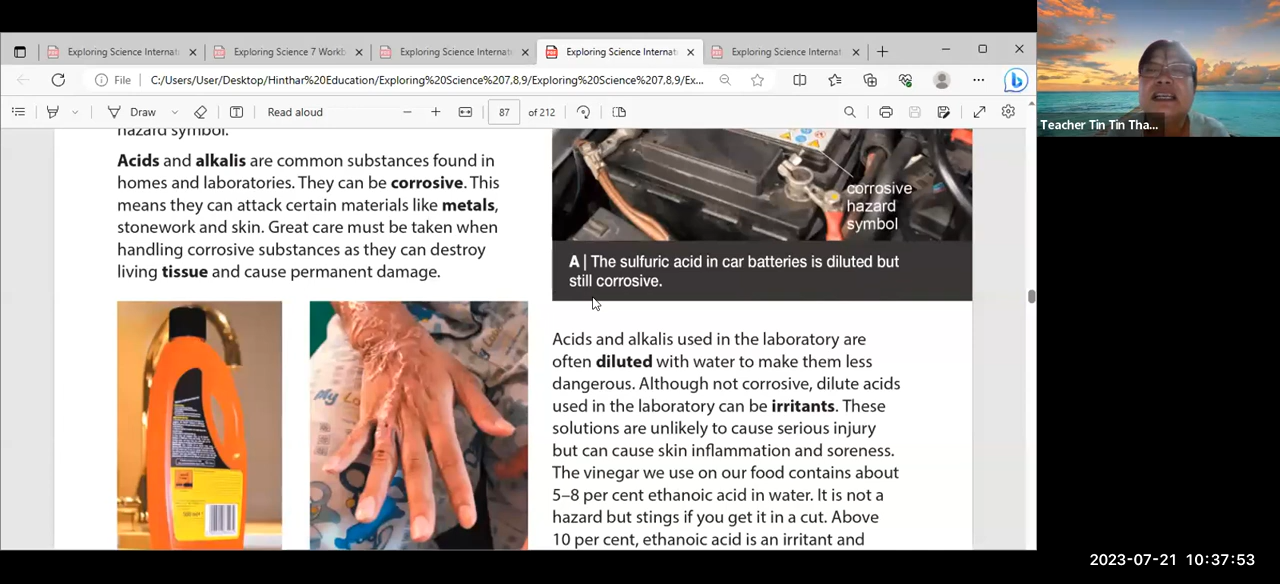 Exploring Science Internat
Exploring Science 7 Workb
Exploring Science Internat
Exploring Science Internat
Exploring Science Internat
File
C:/Users/User/Desktop/Hinthar%20Education/Exploring%20Science%207,8,9/Exploring%20Science%207,8,9/Ex...
Draw
Read aloud
87 of 212
Teacher Tin Tin Tha...
hazard symbol.
Acids and alkalis are common substances found in
homes and laboratories. They can be corrosive. This
means they can attack certain materials like metals,
stonework and skin. Great care must be taken when
handling corrosive substances as they can destroy
living tissue and cause permanent damage.
corrosive
hazard
symbol
A | The sulfuric acid in car batteries is diluted but
still corrosive.
Acids and alkalis used in the laboratory are
often diluted with water to make them less
dangerous. Although not corrosive, dilute acids
used in the laboratory can be irritants. These
solutions are unlikely to cause serious injury
but can cause skin inflammation and soreness.
The vinegar we use on our food contains about
5–8 per cent ethanoic acid in water. It is not a
hazard but stings if you get it in a cut. Above
10 per cent, ethanoic acid is an irritant and
2023-07-21 10:37:53